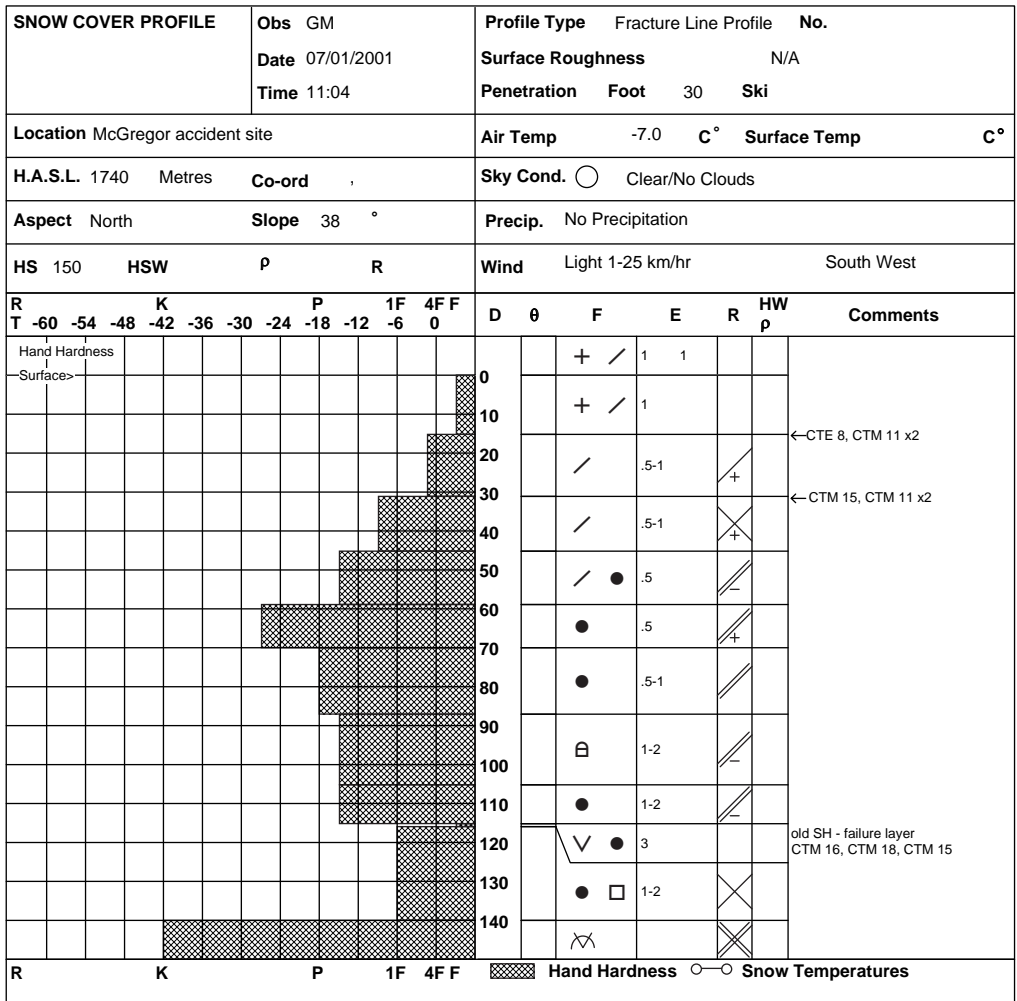 SNOW COVER PROFILE Obs GM Profile Type Fracture Line Profile No.
Date 07/01/2001 Surface Roughness N/A
Time 11:04 Penetration Foot 30 Ski
Location McGregor accident site Air Temp -7.0 C° Surface Temp C°
H.A.S.L. 1740 Metres Co-ord , Sky Cond. Clear/No Clouds
Aspect North Slope 38 ° Precip. No Precipitation
HS 150 HSW ρ R Wind Light 1-25 km/hr South West
R K P 1F 4F F HW
T -60 -54 -48 -42 -36 -30 -24 -18 -12 -6 0 D θ F E R ρ Comments
Hand Hardness + / 1 1
Surface> 0
+ / 1
10
←CTE 8, CTM 11 x2
20 / .5-1 +
30 ←CTM 15, CTM 11 x2
40 / .5-1 +
50 / ● .5 –
60 ● .5 +
70
80 ● .5-1
90
100 1-2 –
110 ● 1-2 –
old SH - failure layer
120 V ● 3 CTM 16, CTM 18, CTM 15
130 ● □ 1-2
140
R K P 1F 4F F Hand Hardness Snow Temperatures